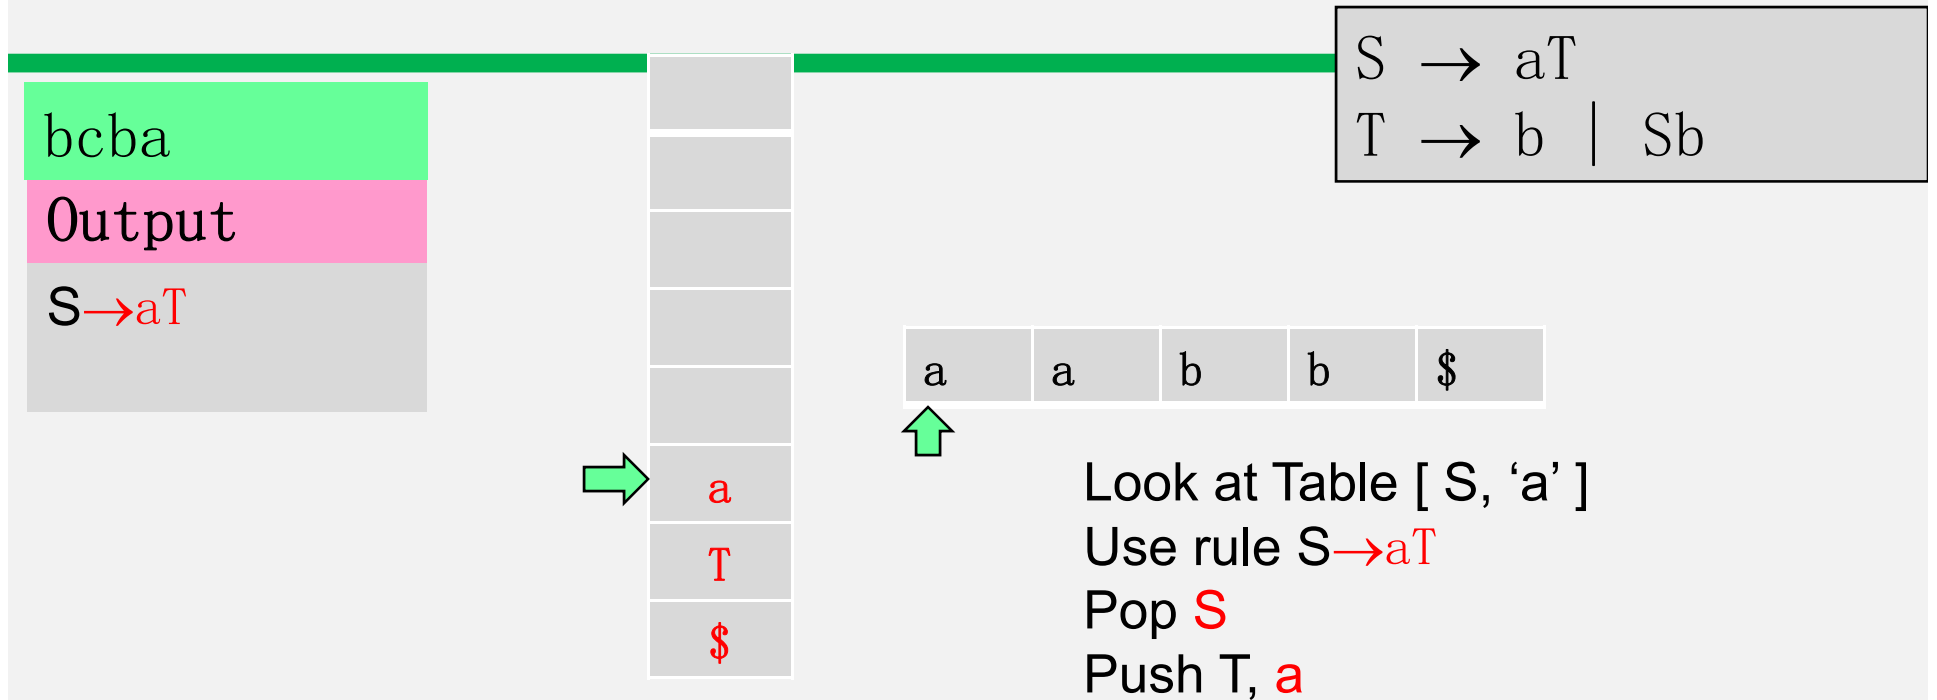 S → aT
T → b | Sb
bcba
Output
S→aT
a
T
$
a a b b $
Look at Table [ S, ‘a’ ]
Use rule S→aT
Pop S
Push T, a